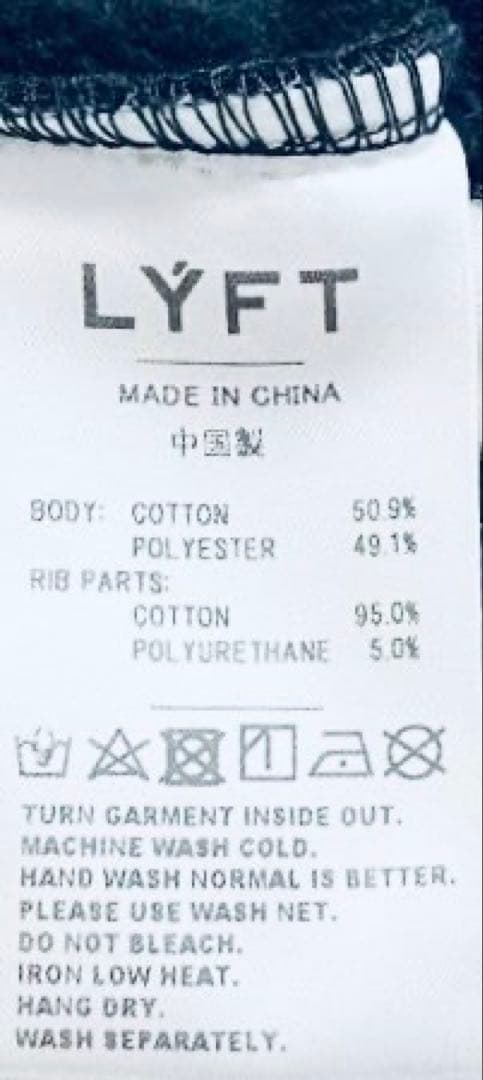 LÝFT
MADE IN CHINA
中国製
BODY: COTTON 50.9%
POLYESTER 49.1%
RIB PARTS:
COTTON 95.0%
POLYURETHANE 5.0%
TURN GARMENT INSIDE OUT.
MACHINE WASH COLD.
HAND WASH NORMAL IS BETTER.
PLEASE USE WASH NET.
DO NOT BLEACH.
IRON LOW HEAT.
HANG DRY.
WASH SEPARATELY.